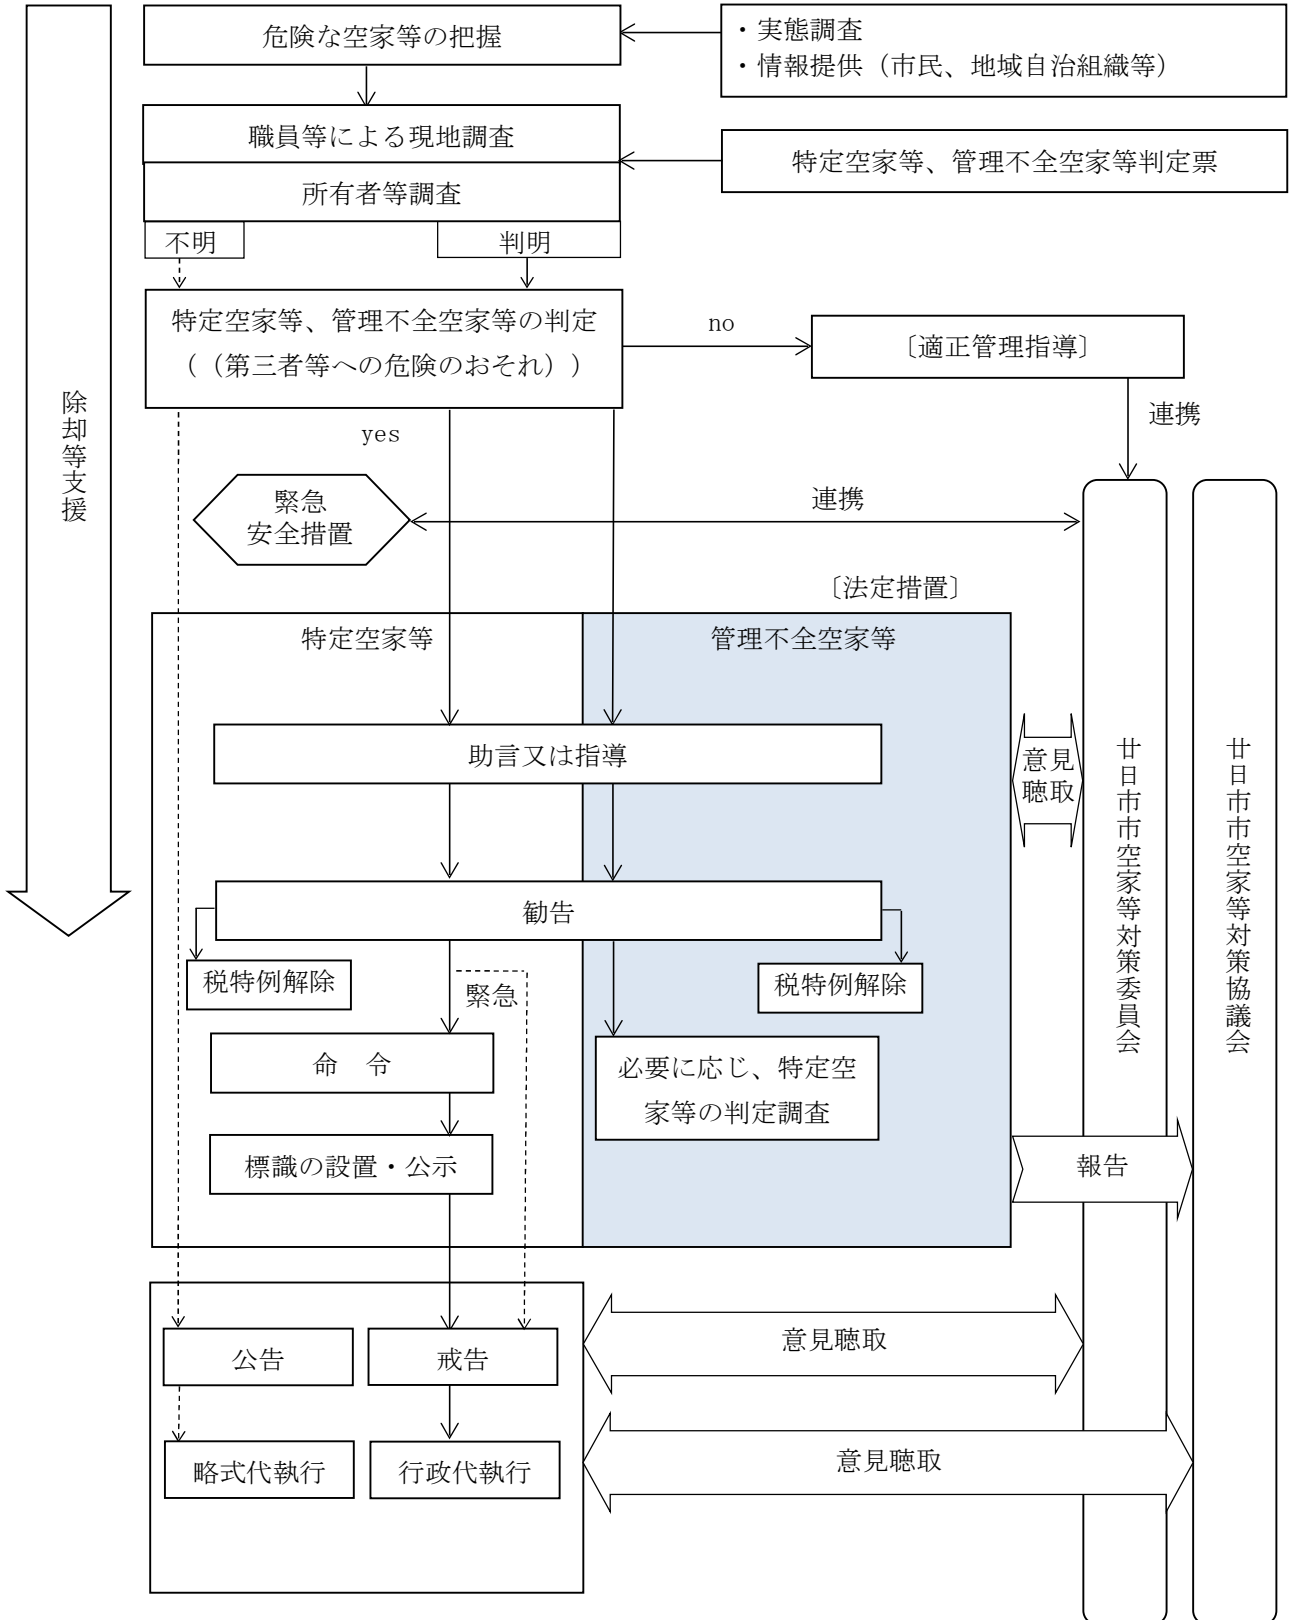 危険な空家等の把握
・実態調査
・情報提供（市民、地域自治組織等）
職員等による現地調査
特定空家等、管理不全空家等判定票
所有者等調査
不明
判明
特定空家等、管理不全空家等の判定
（（第三者等への危険のおそれ））
no
〔適正管理指導〕
連携
yes
除却等支援
緊急
安全措置
連携
〔法定措置〕
特定空家等
管理不全空家等
助言又は指導
意見
聴取
廿日市市空家等対策委員会
廿日市市空家等対策協議会
勧告
税特例解除
緊急
税特例解除
命　令
必要に応じ、特定空
家等の判定調査
標識の設置・公示
報告
公告
戒告
意見聴取
略式代執行
行政代執行
意見聴取